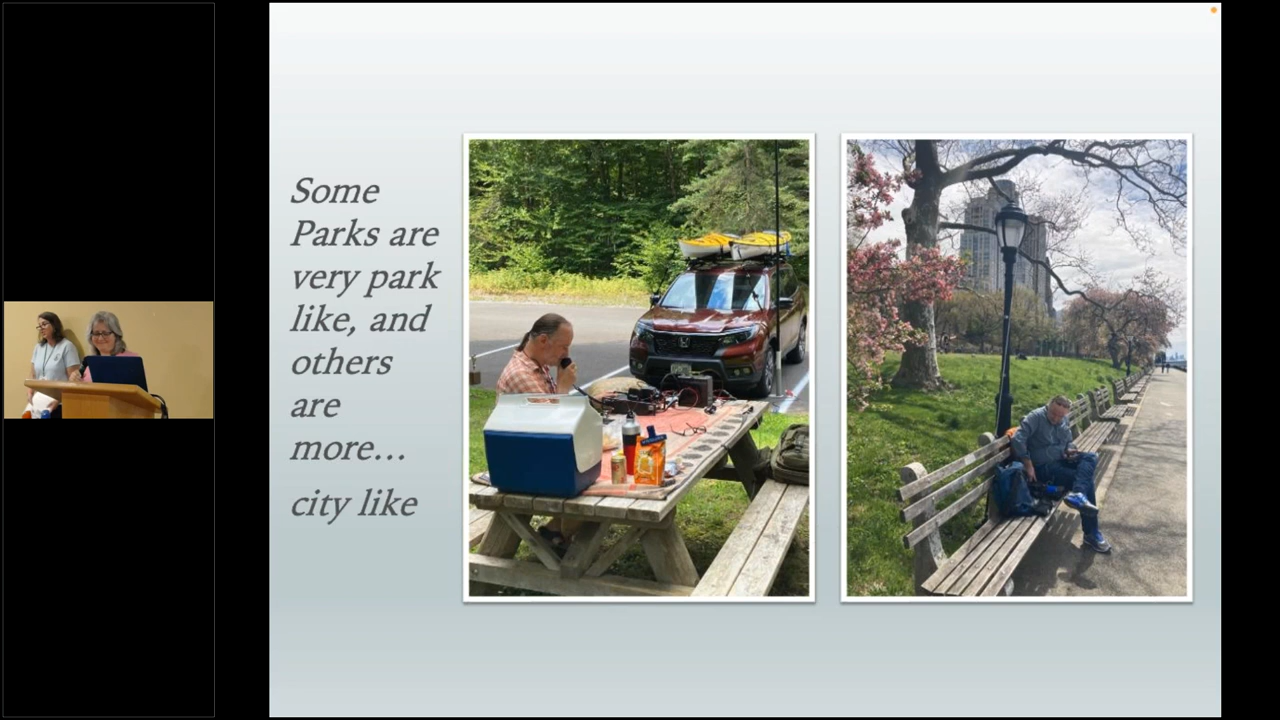 Some
Parks are
very park
like, and
others
are
more…
city like